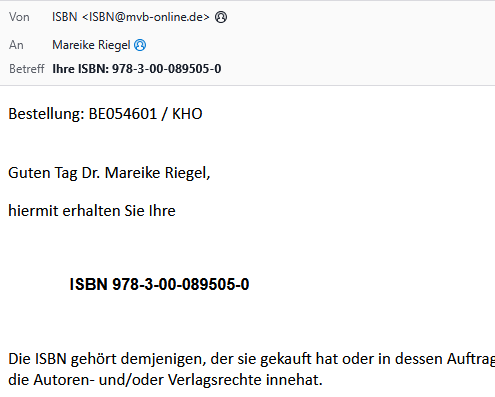 Von ISBN <ISBN@mvb-online.de>
An Mareike Riegel
Betreff Ihre ISBN: 978-3-00-089505-0
Bestellung: BE054601 / KHO
Guten Tag Dr. Mareike Riegel,
hiermit erhalten Sie Ihre
ISBN 978-3-00-089505-0
Die ISBN gehört demjenigen, der sie gekauft hat oder in dessen Auftrag
die Autoren- und/oder Verlagsrechte innehat.